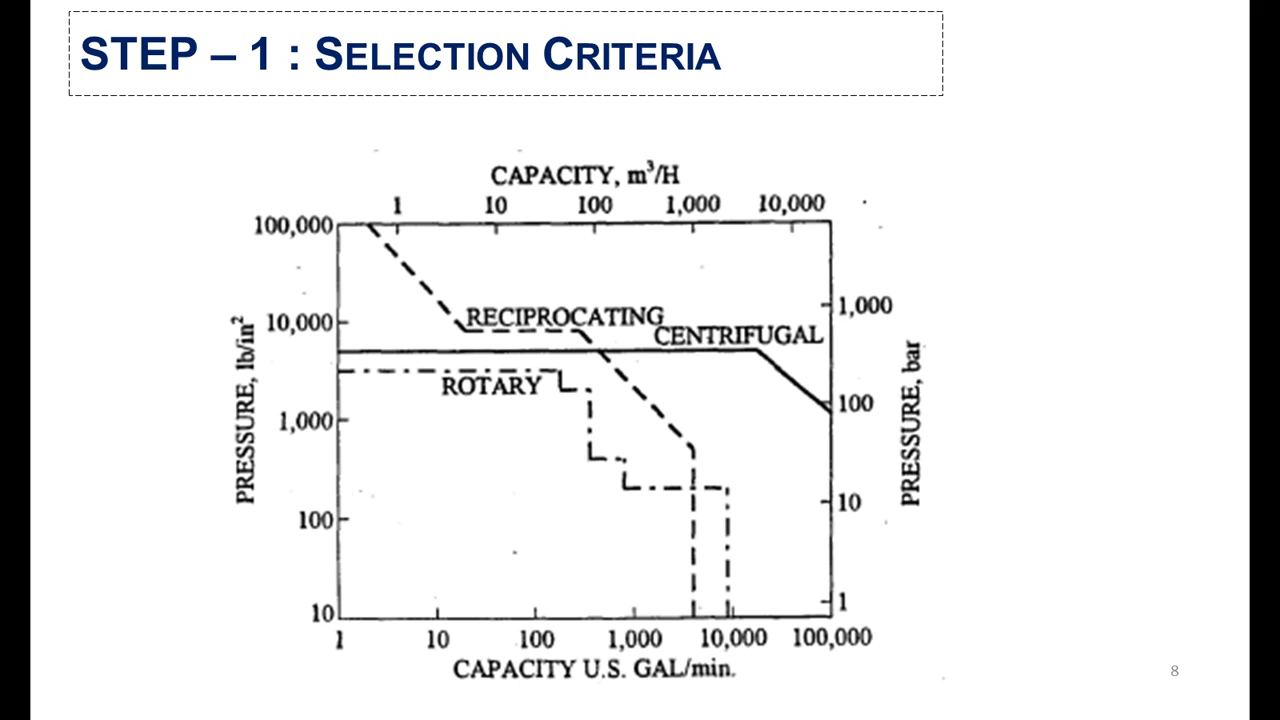 STEP – 1 : SELECTION CRITERIA
CAPACITY, m³/H
1 10 100 1,000 10,000
100,000
10,000
1,000
100
10
PRESSURE, lb/in²
RECIPROCATING
CENTRIFUGAL
ROTARY
1,000
100
10
1
PRESSURE, bar
1 10 100 1,000 10,000 100,000
CAPACITY U.S. GAL/min.
8